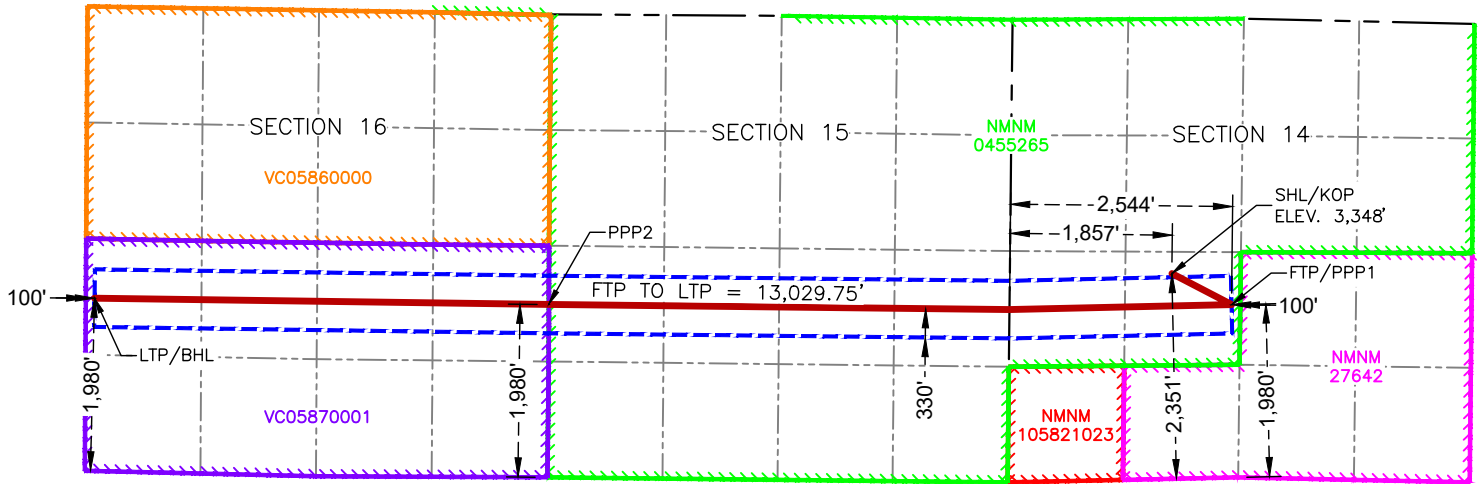 SECTION 16
SECTION 15
SECTION 14
NMNM
0455265
VC05860000
2,544'
1,857'
SHL/KOP
ELEV. 3,348'
PPP2
FTP TO LTP = 13,029.75'
FTP/PPP1
100'
100'
LTP/BHL
1,980'
1,980'
330'
2,351'
1,980'
VC05870001
NMNM
105821023
NMNM
27642